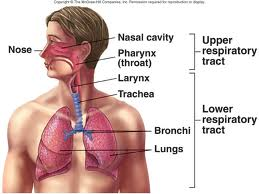 Copyright © The McGraw-Hill Companies, Inc. Permission required for reproduction or display.
Nose
Nasal cavity
Pharynx
(throat)
Larynx
Trachea
Bronchi
Lungs
Upper
respiratory
tract
Lower
respiratory
tract